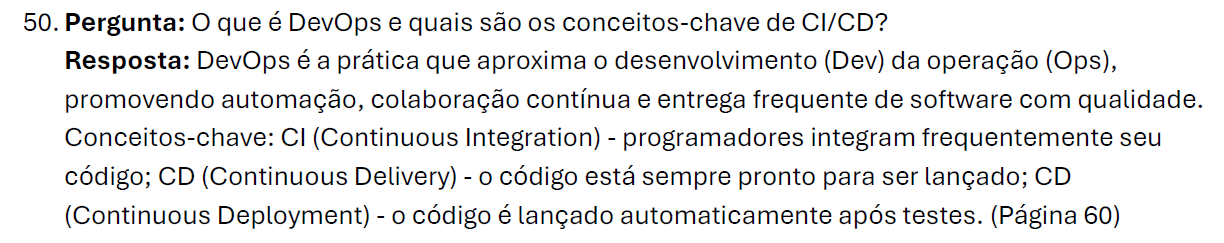 50. Pergunta: O que é DevOps e quais são os conceitos-chave de CI/CD?
Resposta: DevOps é a prática que aproxima o desenvolvimento (Dev) da operação (Ops),
promovendo automação, colaboração contínua e entrega frequente de software com qualidade.
Conceitos-chave: CI (Continuous Integration) - programadores integram frequentemente seu
código; CD (Continuous Delivery) - o código está sempre pronto para ser lançado; CD
(Continuous Deployment) - o código é lançado automaticamente após testes. (Página 60)